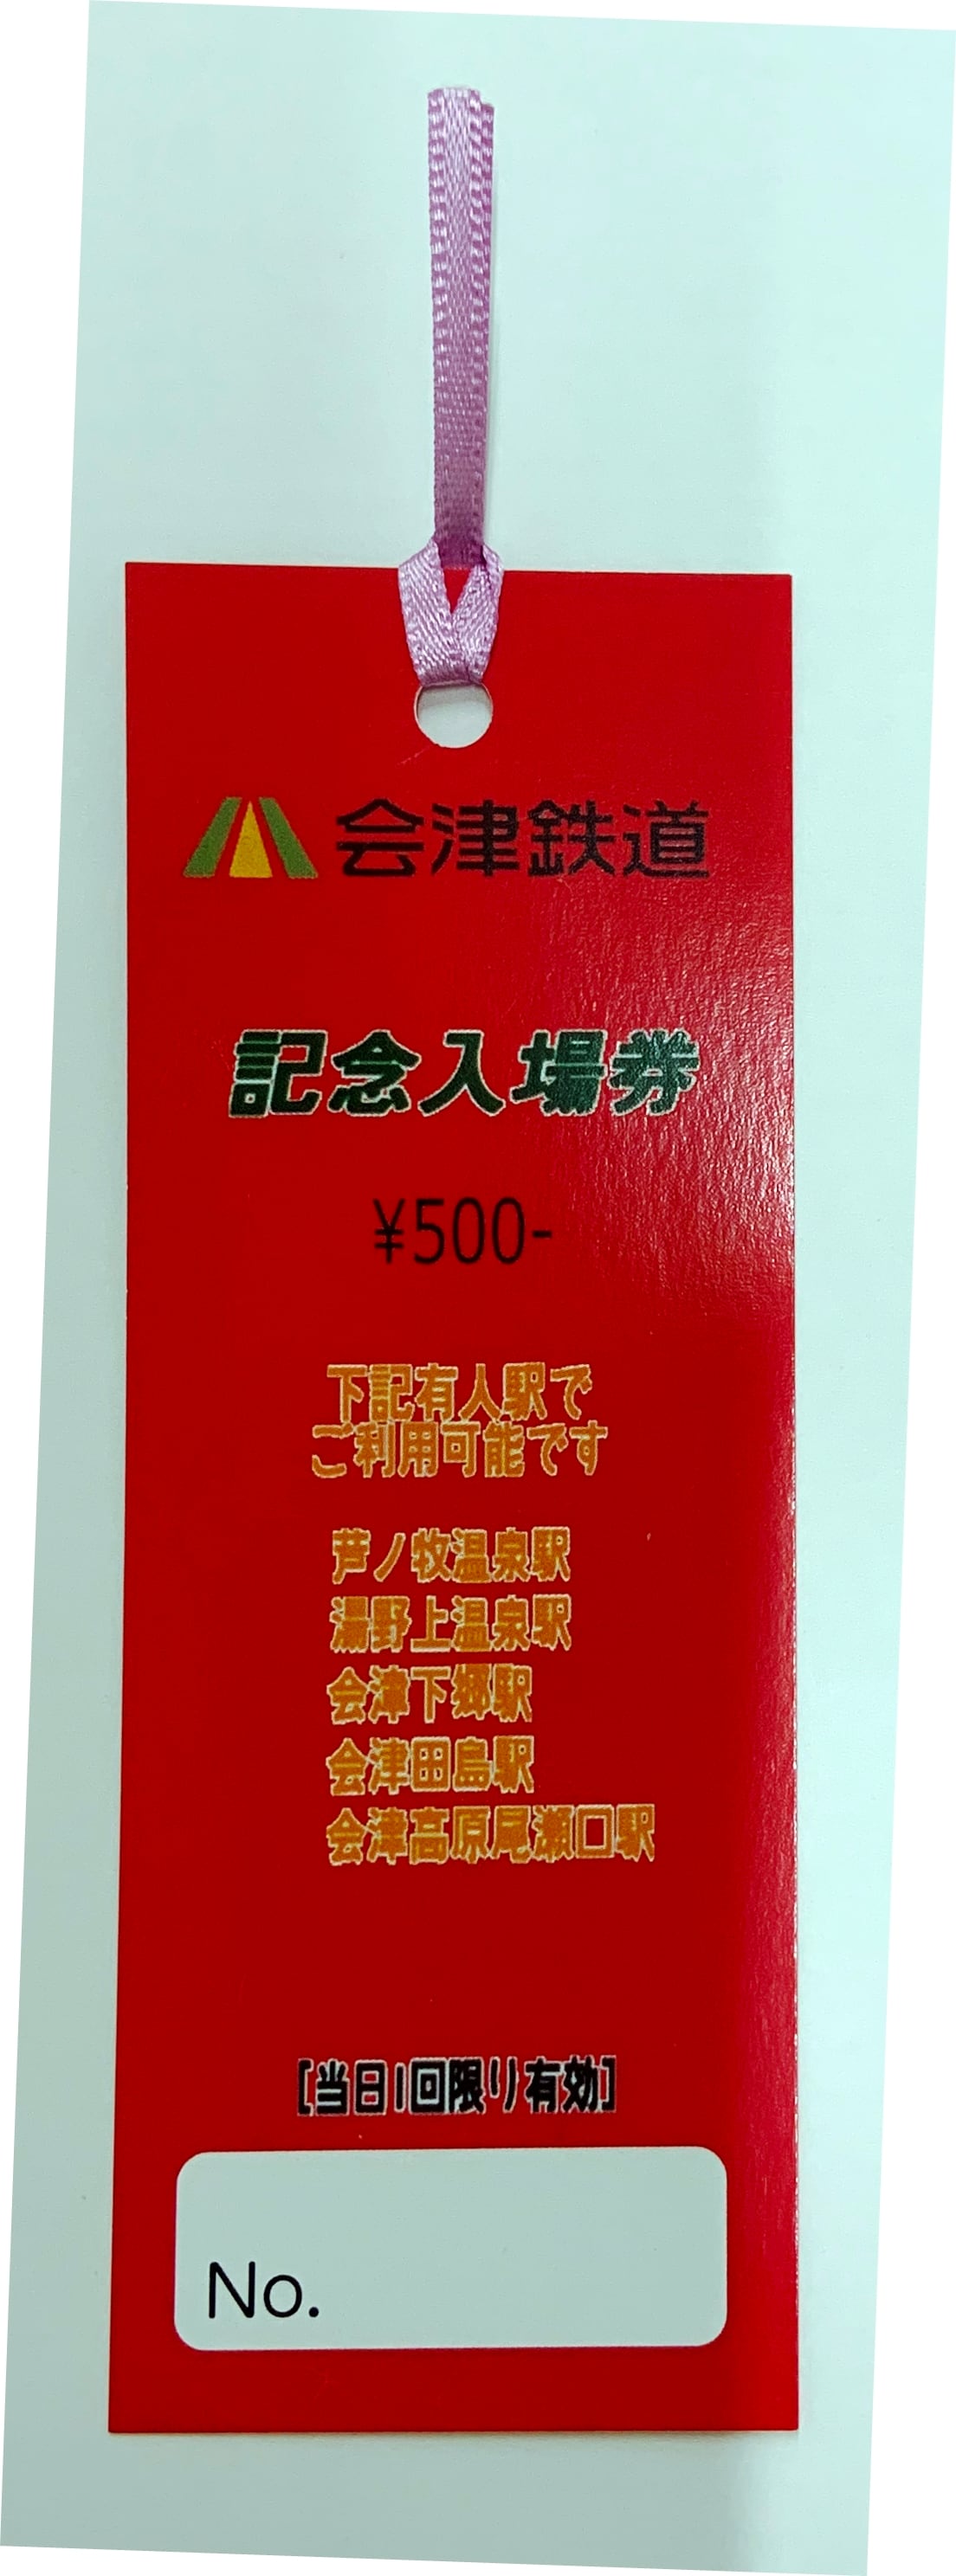 会津鉄道
記念入場券
¥500-
下記有人駅で
ご利用可能です
芦ノ牧温泉駅
湯野上温泉駅
会津下郷駅
会津田島駅
会津高原尾瀬口駅
[当日1回限り有効]
No.